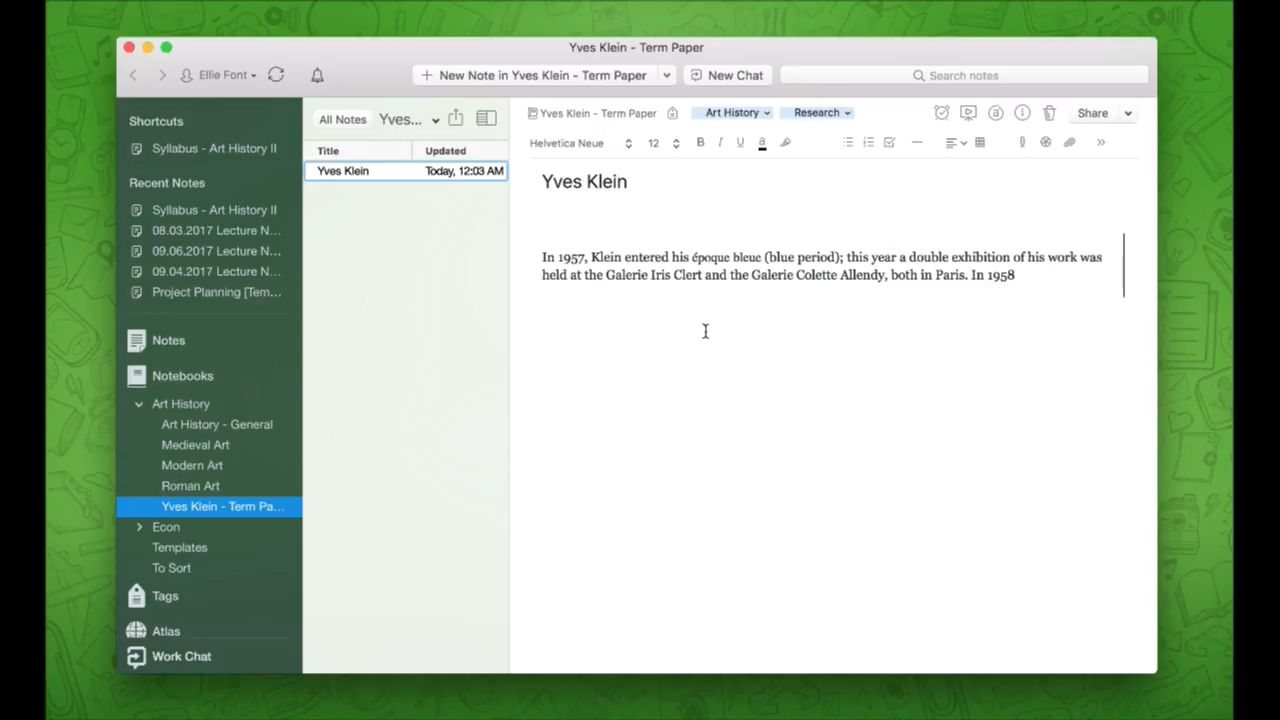 Yves Klein - Term Paper
Ellie Font
New Note in Yves Klein - Term Paper
New Chat
Search notes
Shortcuts
Syllabus - Art History II
Recent Notes
Syllabus - Art History II
08.03.2017 Lecture N...
09.06.2017 Lecture N...
09.04.2017 Lecture N...
Project Planning [Tem...
Notes
Notebooks
Art History
Art History - General
Medieval Art
Modern Art
Roman Art
Yves Klein - Term Pa...
Econ
Templates
To Sort
Tags
Atlas
Work Chat
All Notes Yves...
Title Updated
Yves Klein Today, 12:03 AM
Yves Klein - Term Paper Art History Research Share
Helvetica Neue 12 B I U a
Yves Klein
In 1957, Klein entered his époque bleue (blue period); this year a double exhibition of his work was
held at the Galerie Iris Clert and the Galerie Colette Allendy, both in Paris. In 1958